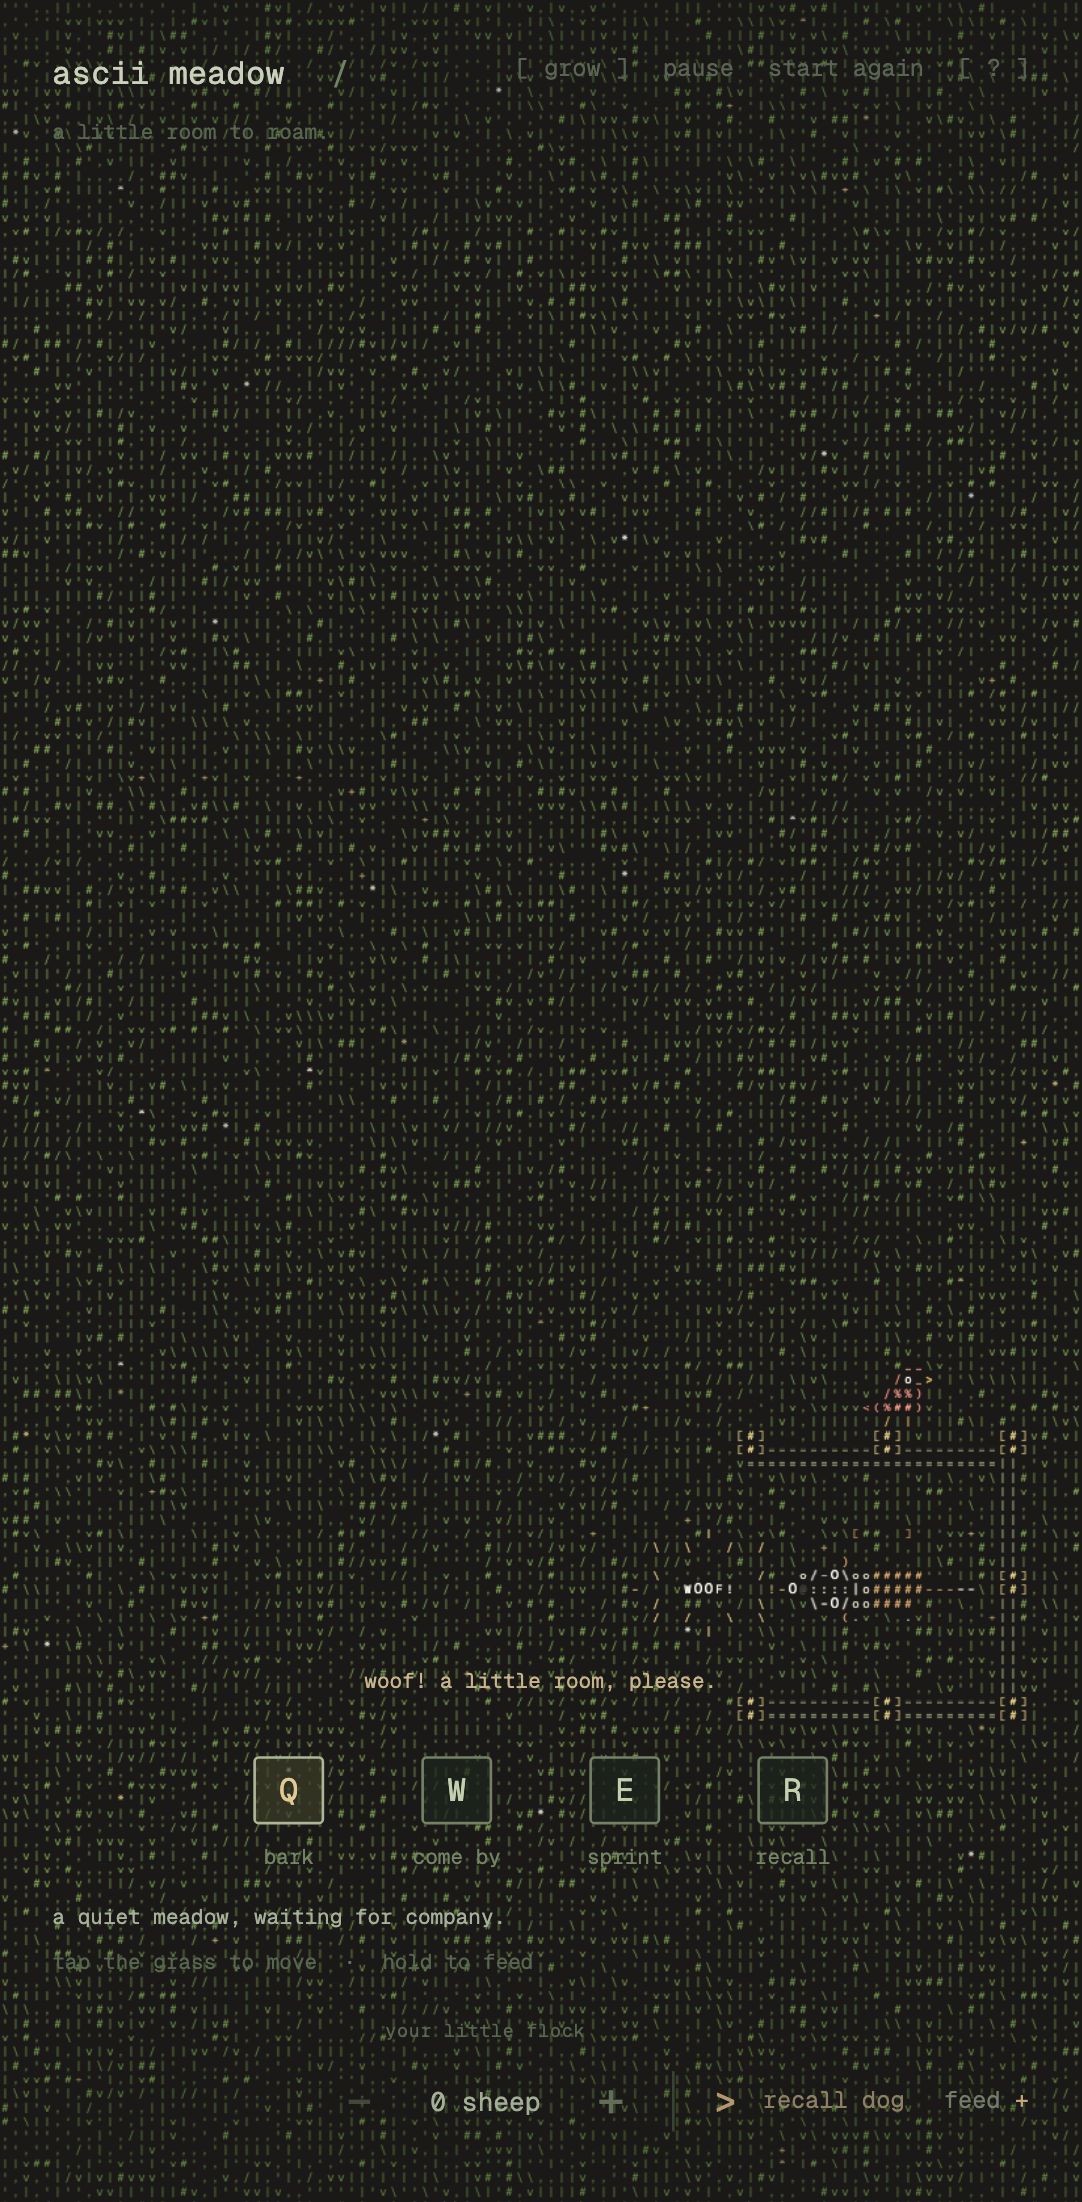 ascii meadow /
[ grow ] pause start again [ ? ]
a little room to roam.
WOOF!
woof! a little room, please.
Q W E R
bark come by sprint recall
a quiet meadow, waiting for company.
tap the grass to move · hold to feed
your little flock
− 0 sheep + > recall dog feed +